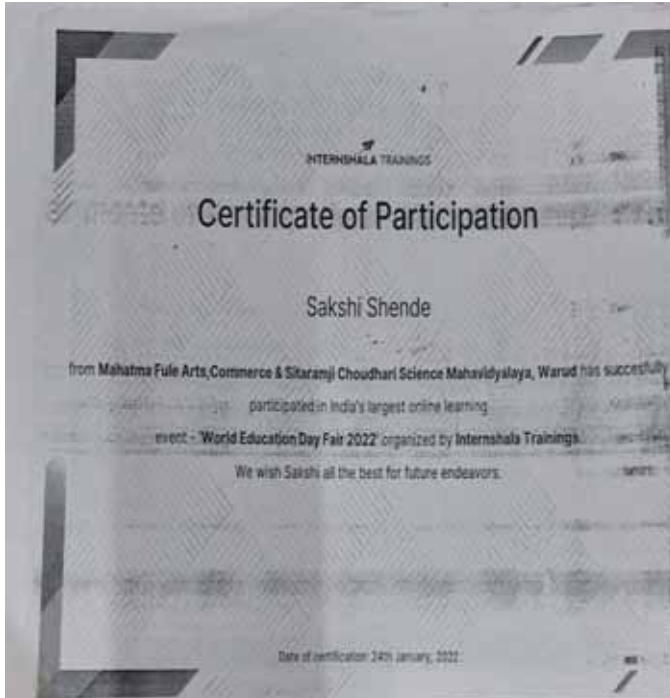 INTERNSHALA TRAININGS
Certificate of Participation
Sakshi Shende
from Mahatma Fule Arts,Commerce & Sitaramji Choudhari Science Mahavidyalaya, Warud has succesfully
participated in India's largest online learning
event - 'World Education Day Fair 2022' organized by Internshala Trainings.
We wish Sakshi all the best for future endeavors.
Date of certification: 24th January, 2022